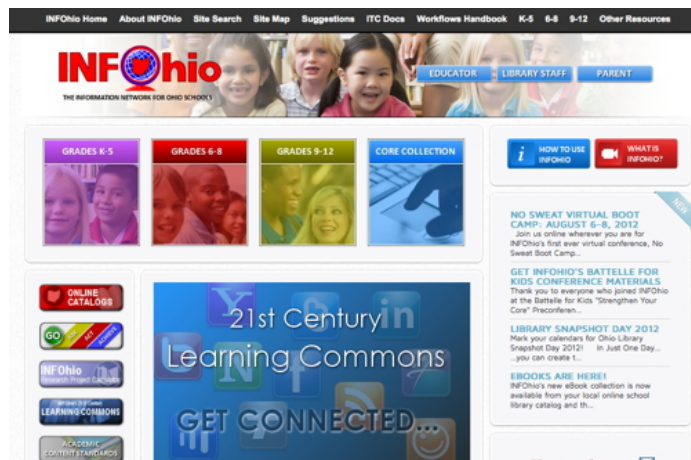 INFOhio Home About INFOhio Site Search Site Map Suggestions ITC Docs Workflows Handbook K-5 6-8 9-12 Other Resources
INFOhio
THE INFORMATION NETWORK FOR OHIO SCHOOLS
EDUCATOR LIBRARY STAFF PARENT
GRADES K-5 GRADES 6-8 GRADES 9-12 CORE COLLECTION
i HOW TO USE
INFOHIO?
WHAT IS
INFOHIO?
NEW
NO SWEAT VIRTUAL BOOT
CAMP: AUGUST 6-8, 2012
Join us online wherever you are for
INFOhio's first ever virtual conference, No
Sweat Boot Camp...
GET INFOHIO'S BATTELLE FOR
KIDS CONFERENCE MATERIALS
Thank you to everyone who joined INFOhio
at the Battelle for Kids "Strengthen Your
Core" Preconferen...
LIBRARY SNAPSHOT DAY 2012
Mark your calendars for Ohio Library
Snapshot Day 2012! In Just One Day...
...you can create t...
EBOOKS ARE HERE!
INFOhio's new eBook collection is now
available from your local online school
library catalog and th...
ONLINE
CATALOGS
GO ACT ACHIEVE
INFOhio
Research Project Calculator
LEARNING COMMONS
ACADEMIC
CONTENT STANDARDS
21st Century
Learning Commons
GET CONNECTED...